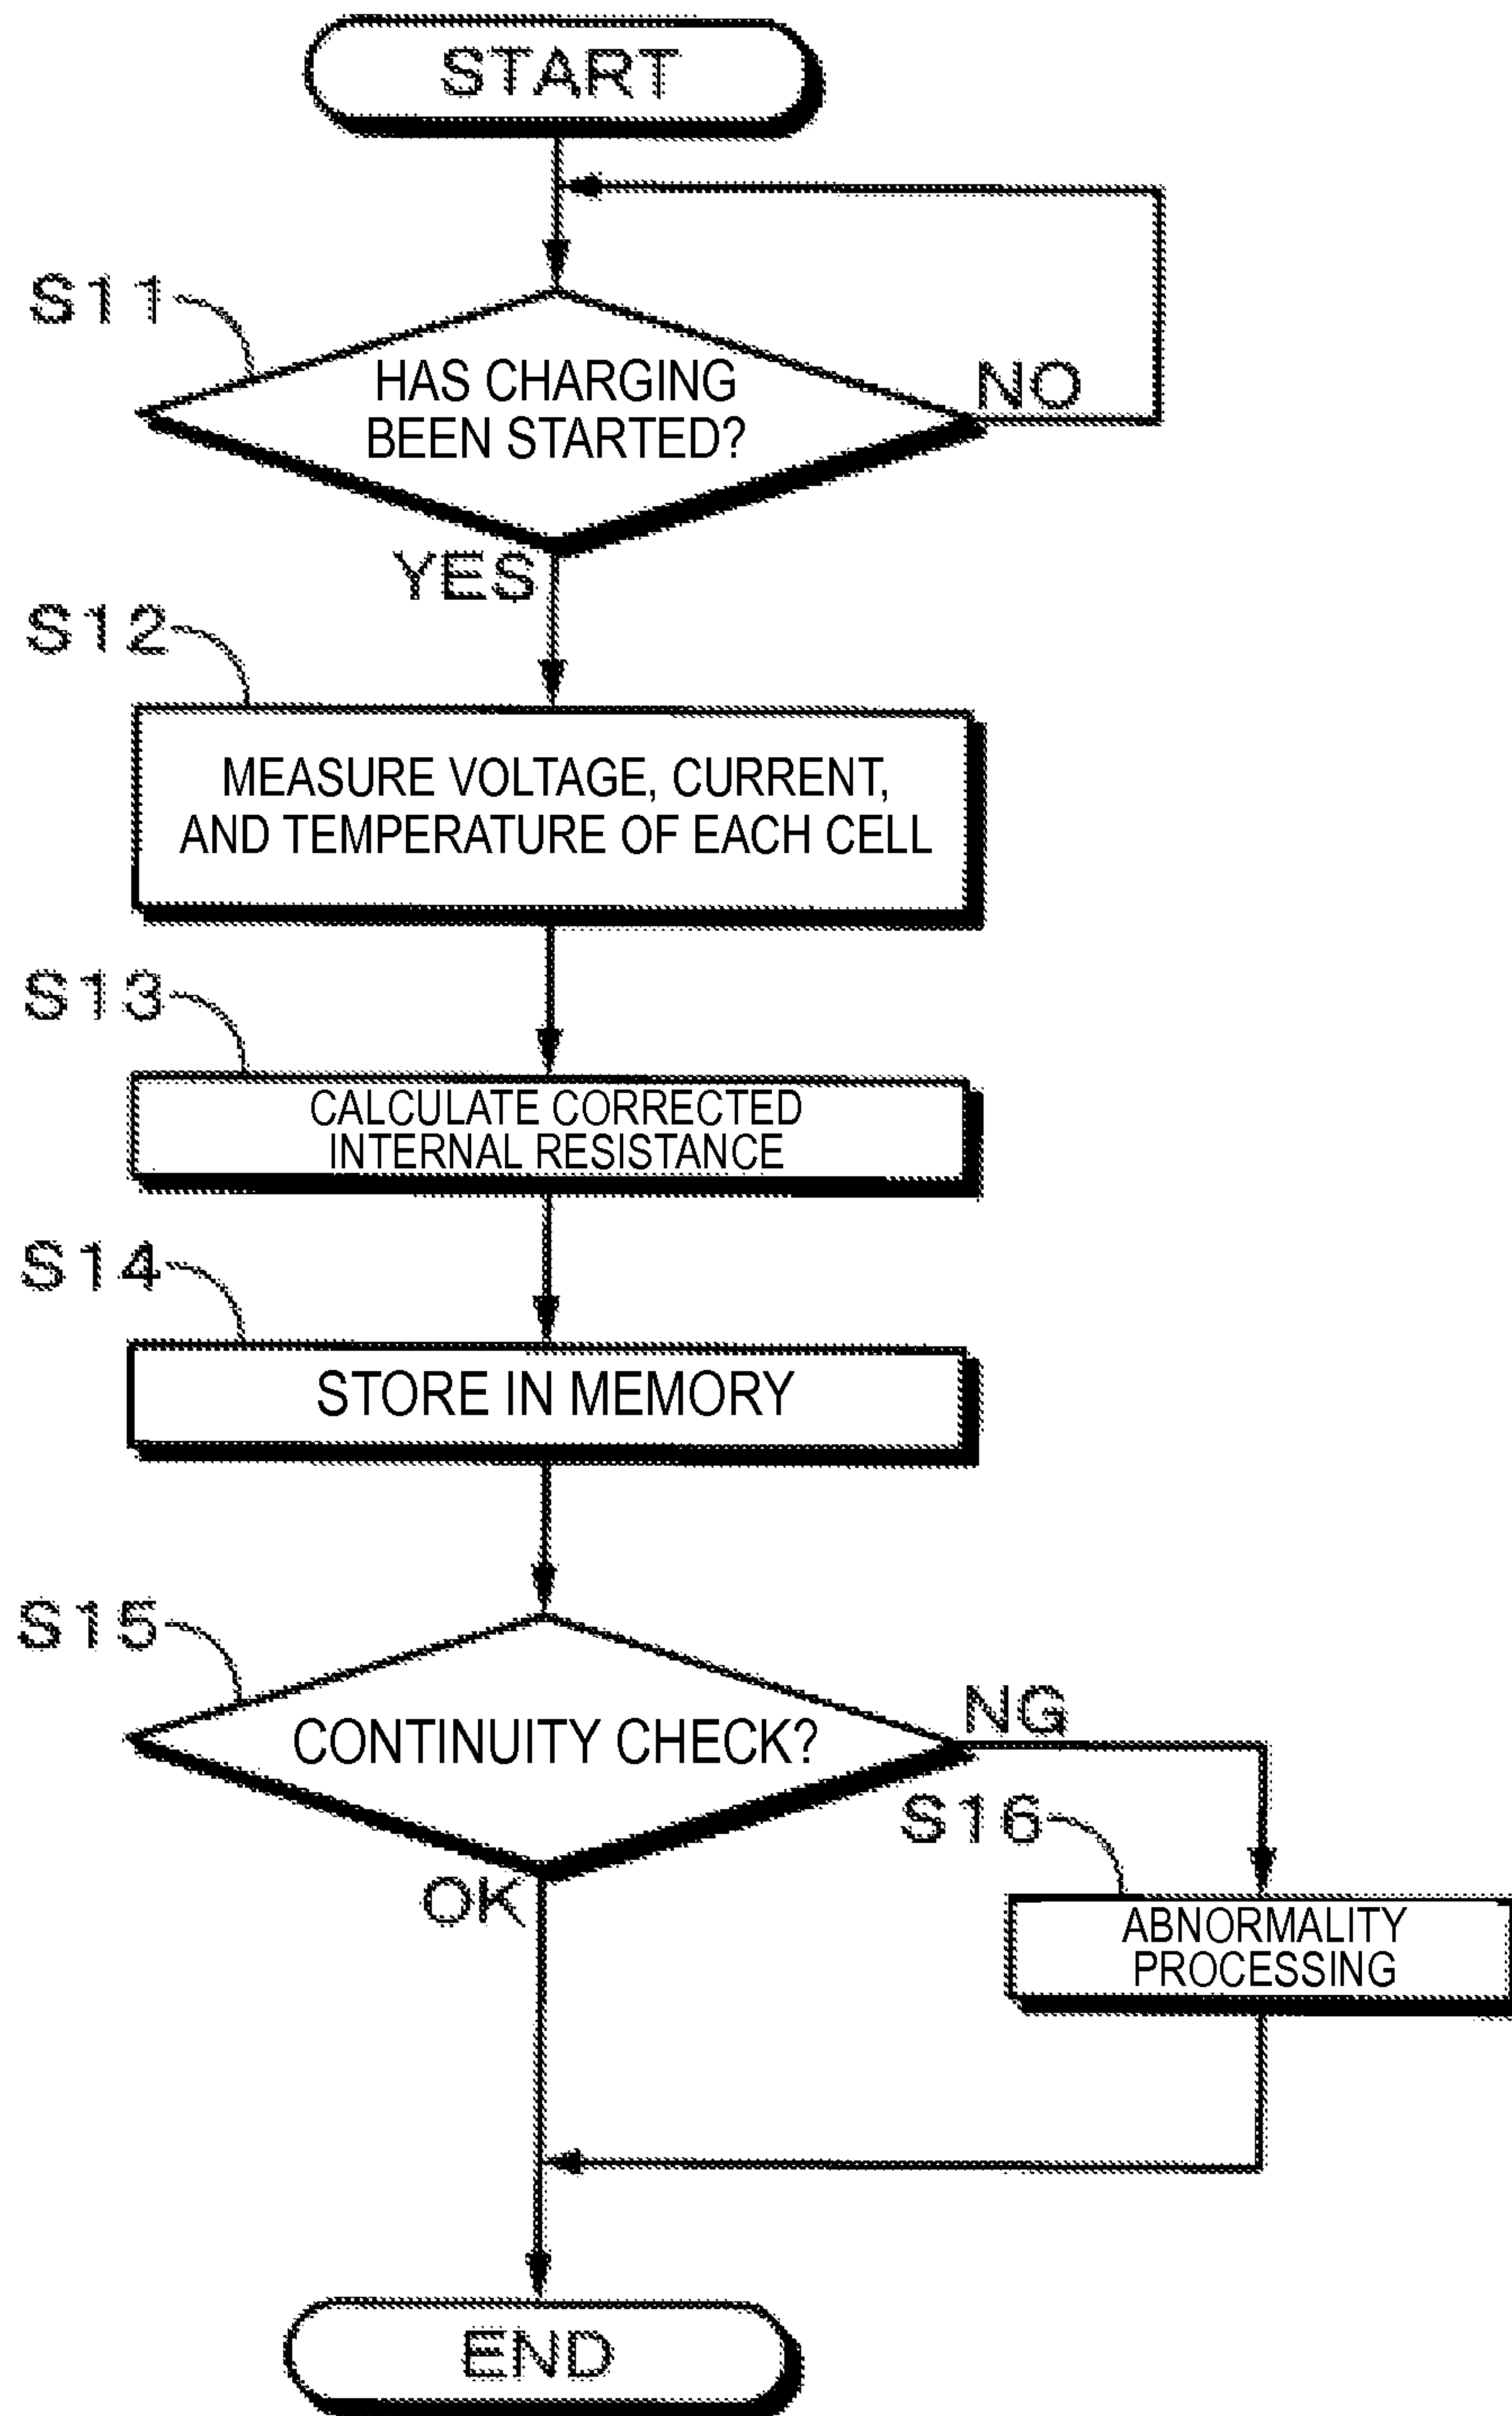 START
S11
HAS CHARGING
BEEN STARTED?
NO
YES
S12
MEASURE VOLTAGE, CURRENT,
AND TEMPERATURE OF EACH CELL
S13
CALCULATE CORRECTED
INTERNAL RESISTANCE
S14
STORE IN MEMORY
S15
CONTINUITY CHECK?
NG
OK
S16
ABNORMALITY
PROCESSING
END